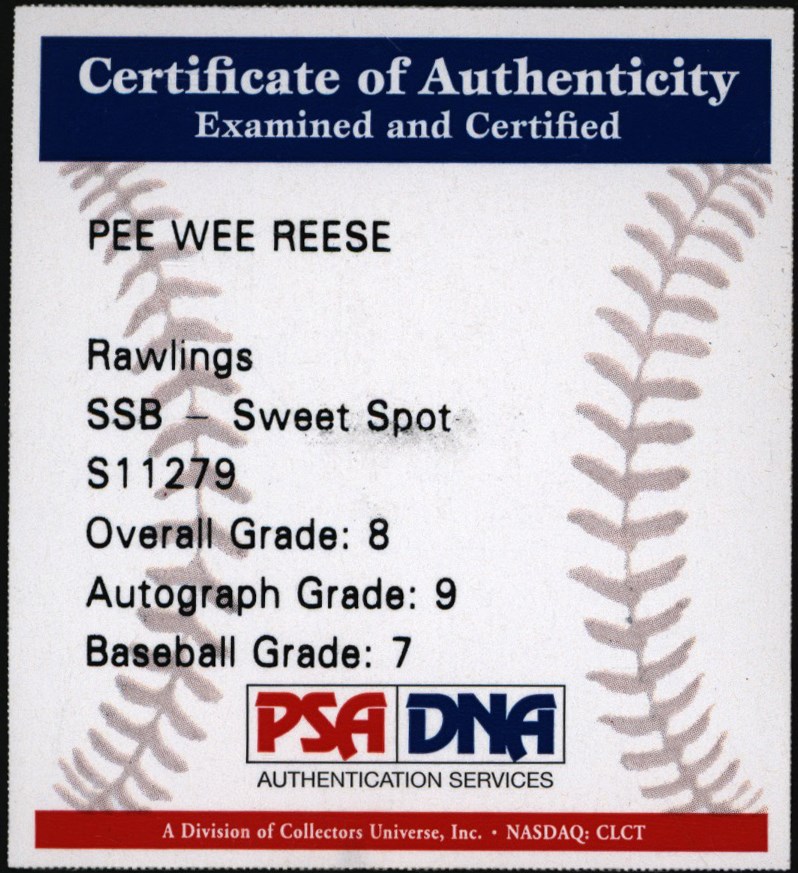 Certificate of Authenticity
Examined and Certified
PEE WEE REESE
Rawlings
SSB – Sweet Spot
S11279
Overall Grade: 8
Autograph Grade: 9
Baseball Grade: 7
PSA DNA
AUTHENTICATION SERVICES
A Division of Collectors Universe, Inc. · NASDAQ: CLCT